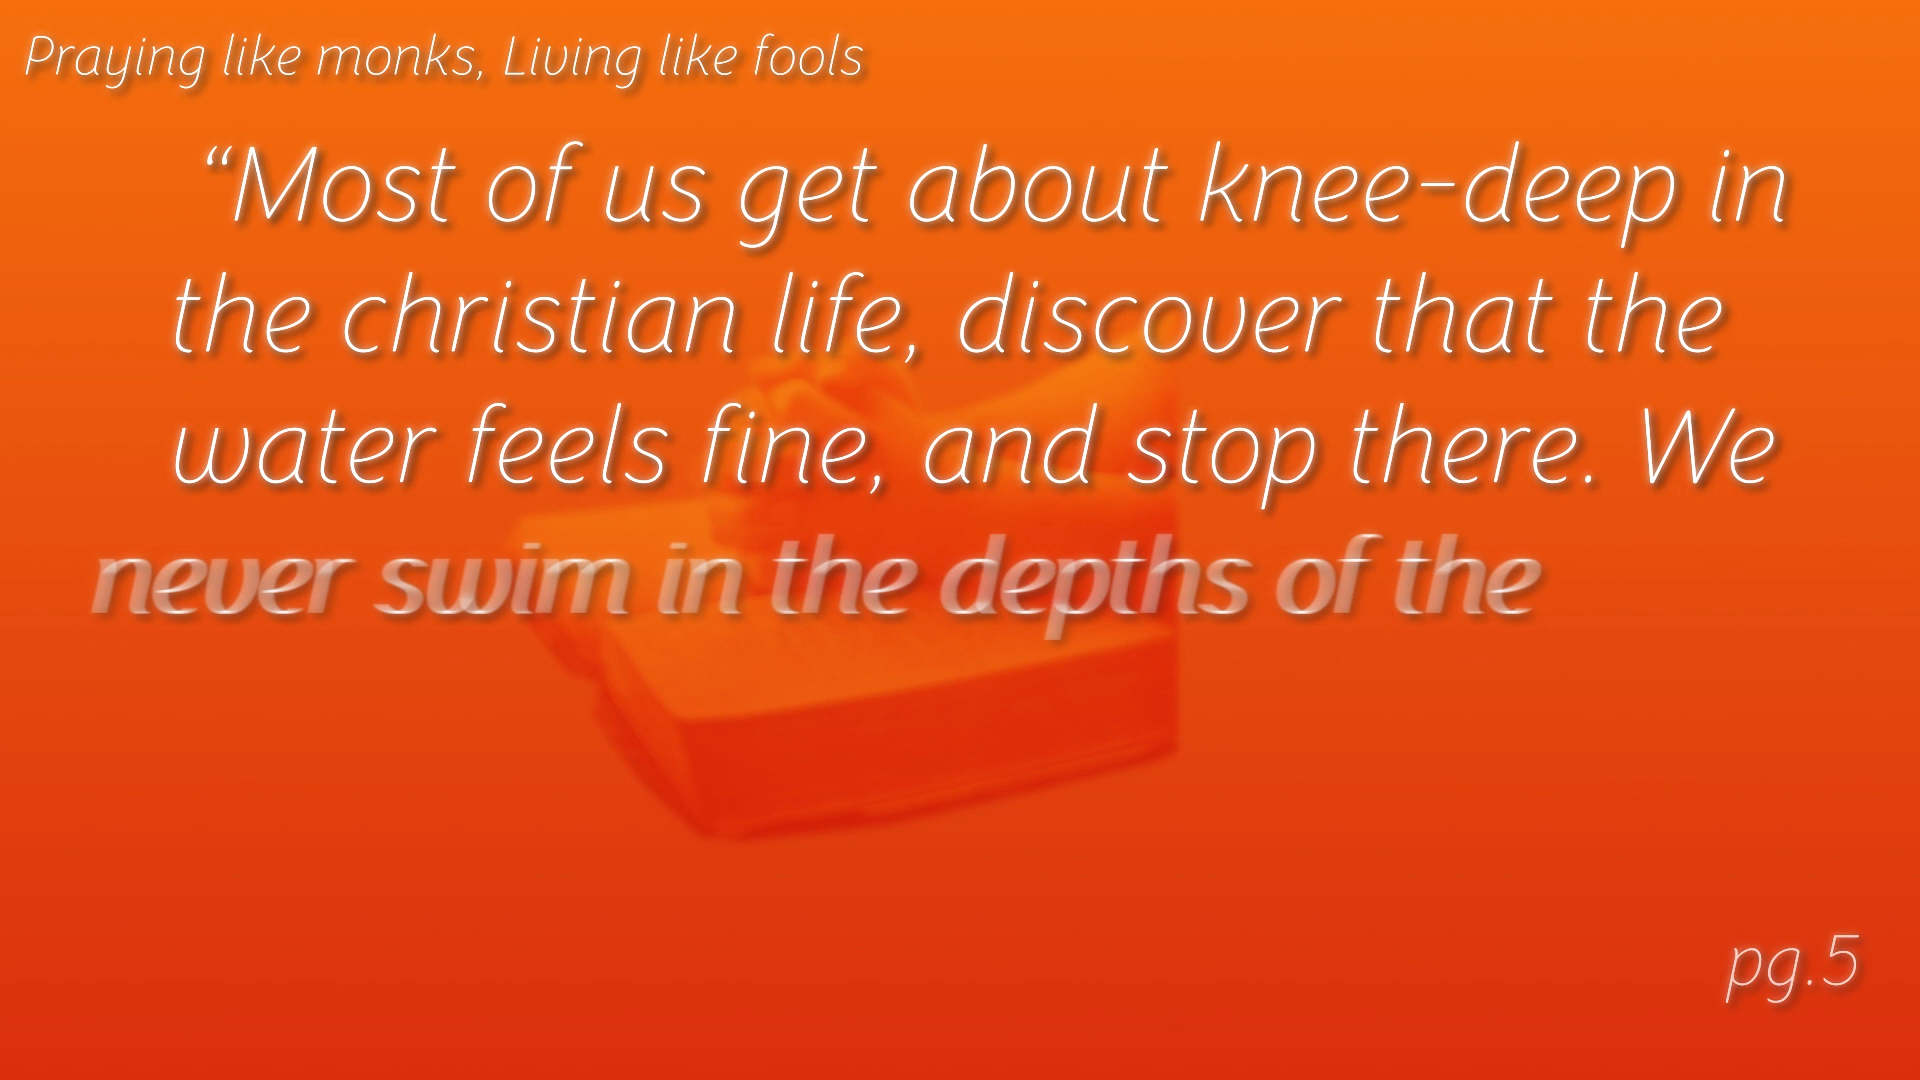 Praying like monks, Living like fools
“Most of us get about knee-deep in
the christian life, discover that the
water feels fine, and stop there. We
never swim in the depths of the
pg.5